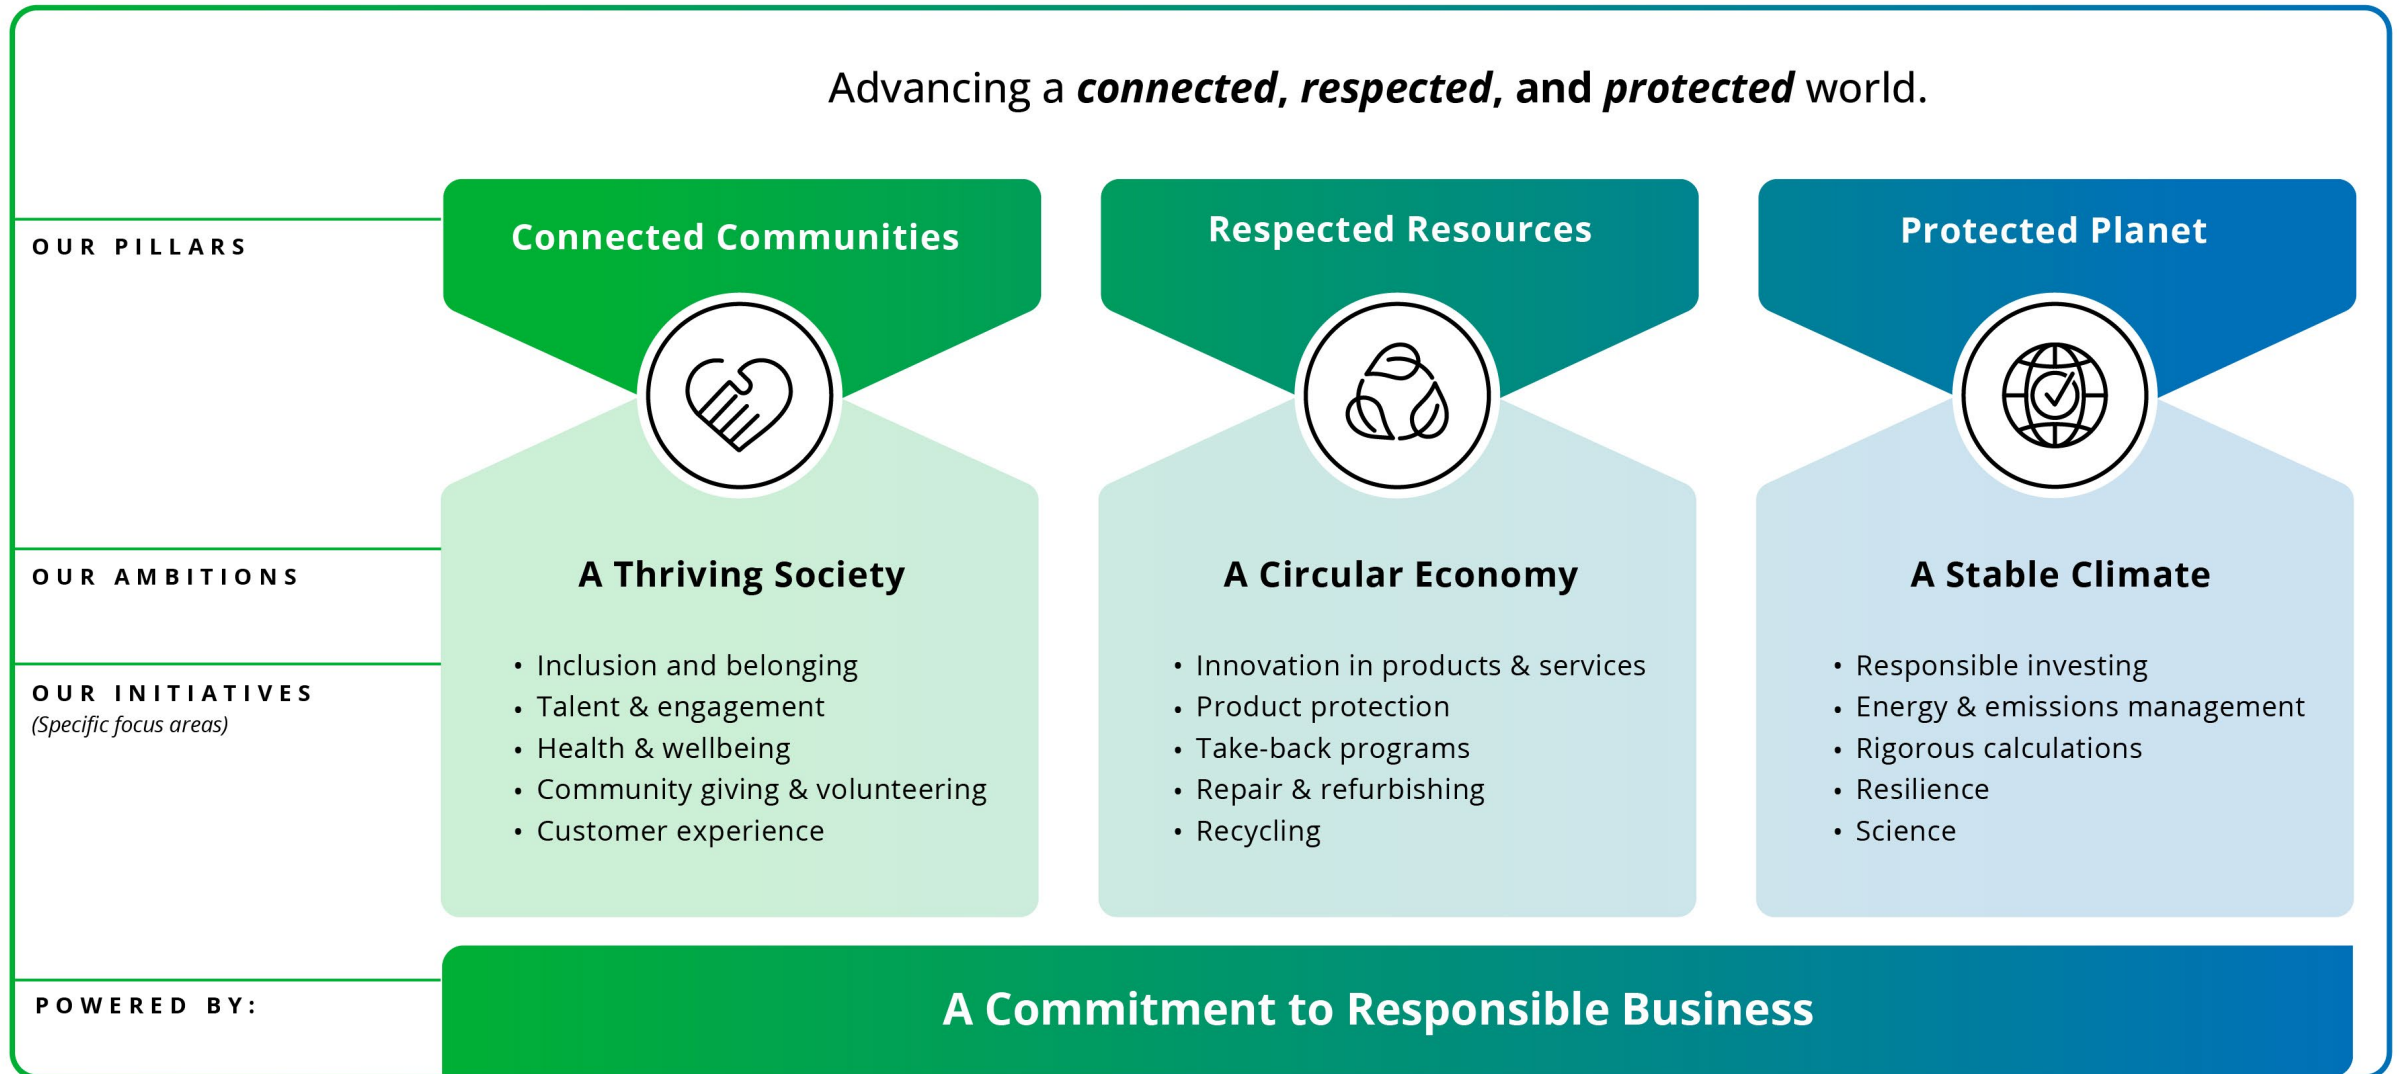 Advancing a connected, respected, and protected world.
OUR PILLARS
Connected Communities
Respected Resources
Protected Planet
OUR AMBITIONS
A Thriving Society
A Circular Economy
A Stable Climate
OUR INITIATIVES
(Specific focus areas)
• Inclusion and belonging
• Talent & engagement
• Health & wellbeing
• Community giving & volunteering
• Customer experience
• Innovation in products & services
• Product protection
• Take-back programs
• Repair & refurbishing
• Recycling
• Responsible investing
• Energy & emissions management
• Rigorous calculations
• Resilience
• Science
POWERED BY:
A Commitment to Responsible Business